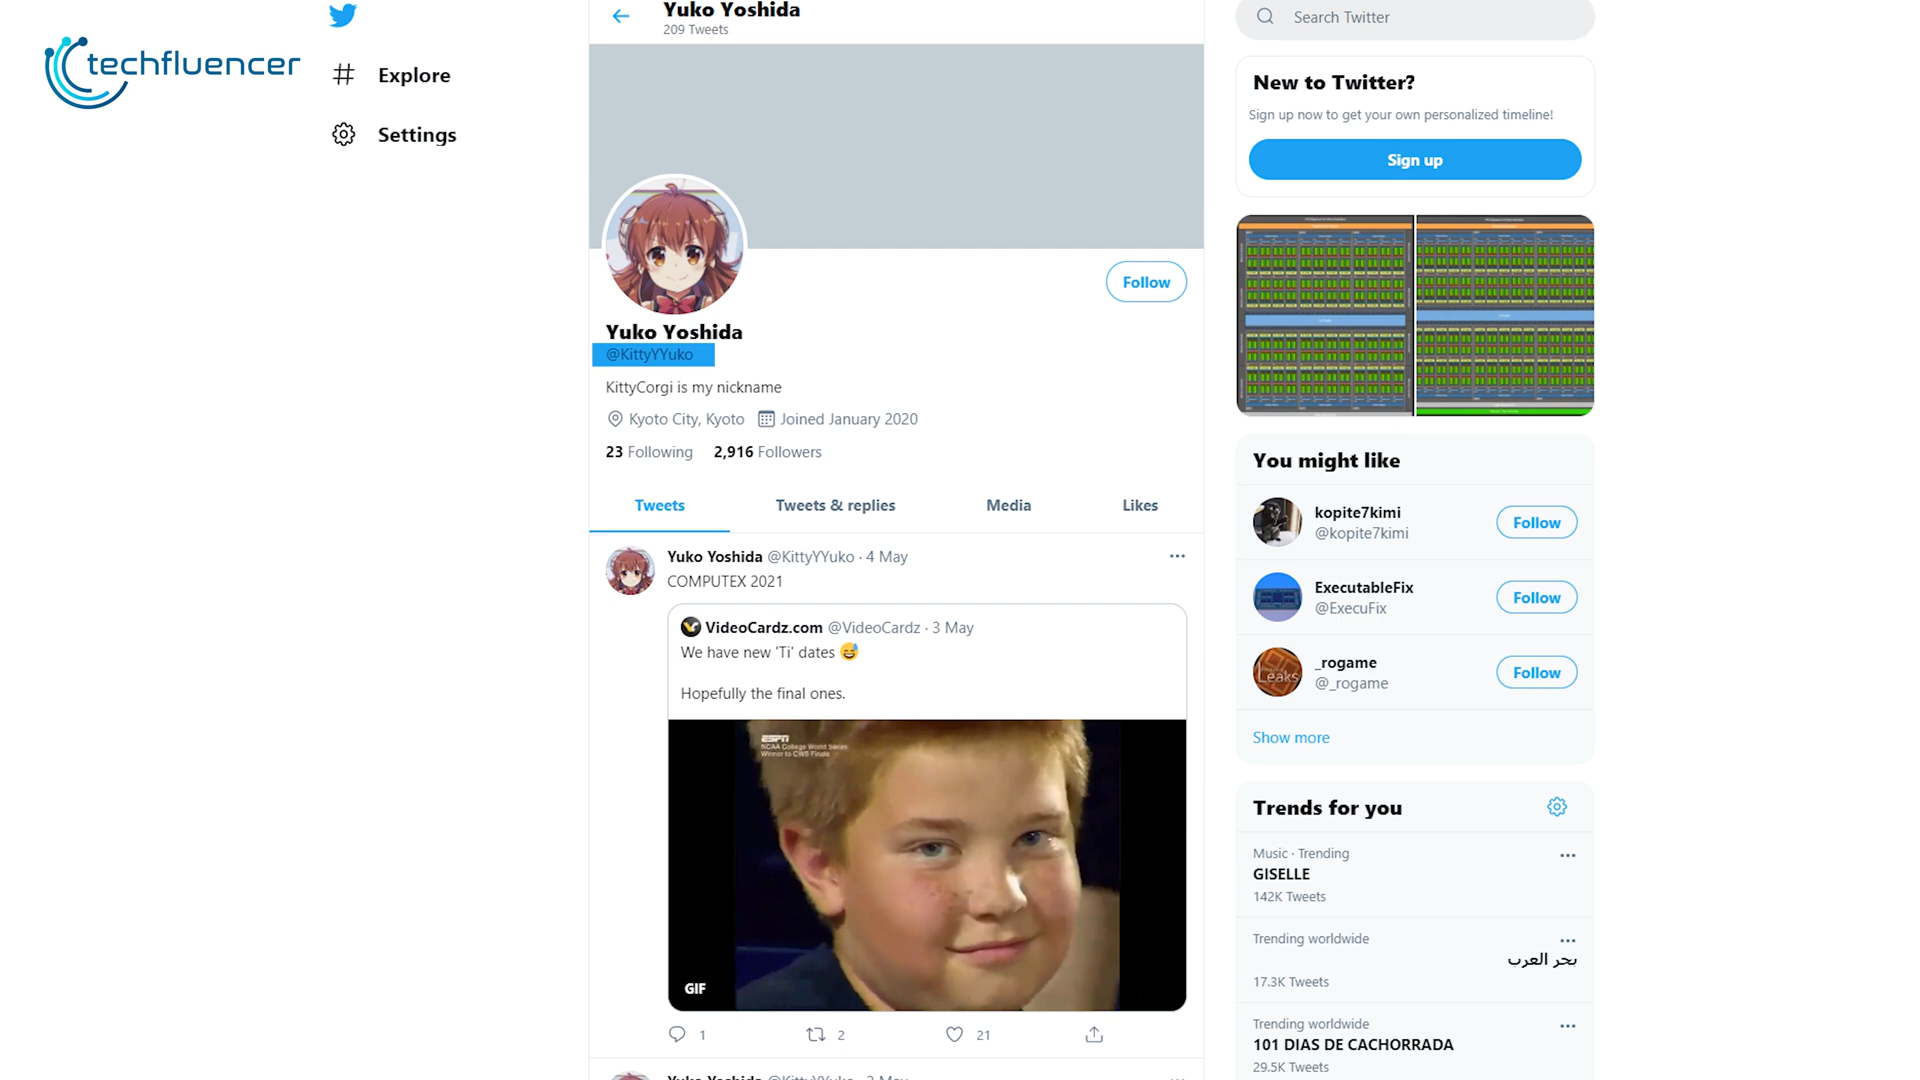 techfluencer
Explore
Settings
Yuko Yoshida
209 Tweets
Follow
Yuko Yoshida
@KittyYYuko
KittyCorgi is my nickname
Kyoto City, Kyoto Joined January 2020
23 Following 2,916 Followers
Tweets Tweets & replies Media Likes
Yuko Yoshida @KittyYYuko · 4 May
COMPUTEX 2021
VideoCardz.com @VideoCardz · 3 May
We have new 'Ti' dates 😅
Hopefully the final ones.
ESPN
NCAA College World Series
Winner to CWS Finals
GIF
1 2 21
Yuko Yoshida @KittyYYuko · 2 May
Search Twitter
New to Twitter?
Sign up now to get your own personalized timeline!
Sign up
You might like
kopite7kimi
@kopite7kimi
Follow
ExecutableFix
@ExecuFix
Follow
Leaks
_rogame
@_rogame
Follow
Show more
Trends for you
Music · Trending
GISELLE
142K Tweets
Trending worldwide
بحر العرب
17.3K Tweets
Trending worldwide
101 DIAS DE CACHORRADA
29.5K Tweets